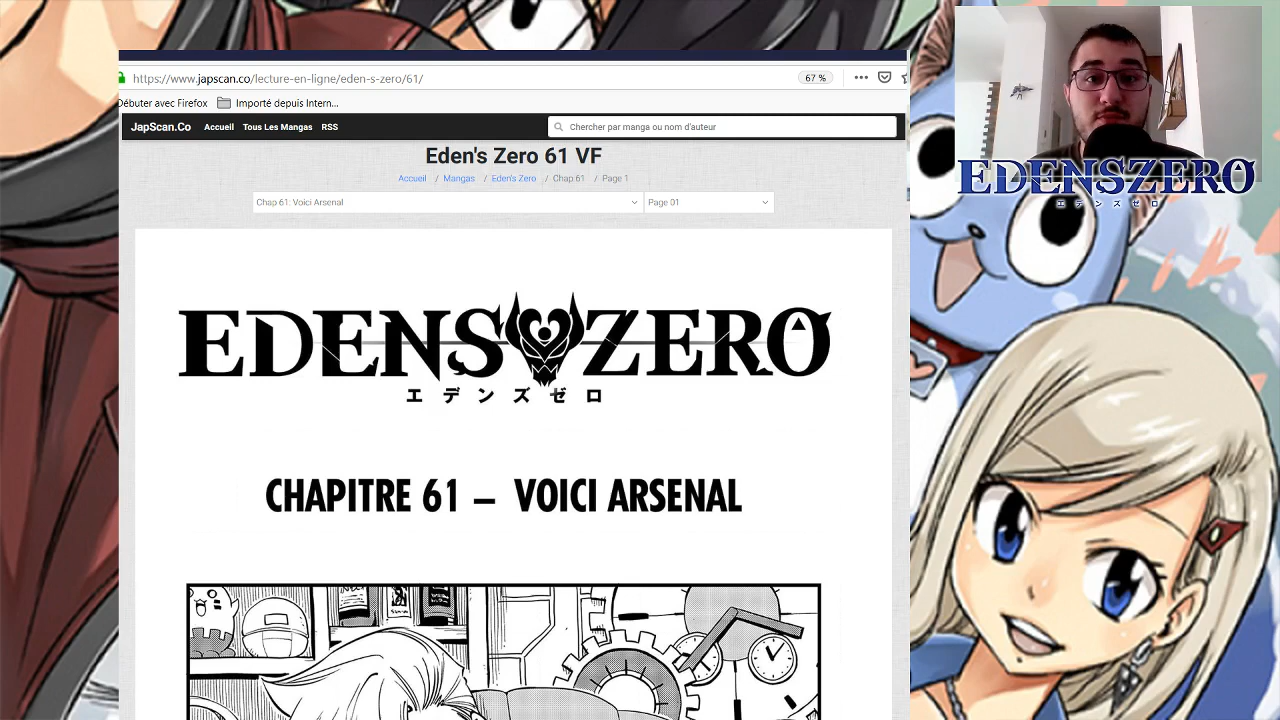 https://www.japscan.co/lecture-en-ligne/eden-s-zero/61/
67 %
Débuter avec Firefox
Importé depuis Intern...
JapScan.Co
Accueil
Tous Les Mangas
RSS
Chercher par manga ou nom d'auteur
Eden's Zero 61 VF
Accueil / Mangas / Eden's Zero / Chap 61 / Page 1
Chap 61: Voici Arsenal
Page 01
EDENS ZERO
エデンズゼロ
CHAPITRE 61 – VOICI ARSENAL
EDENSZERO
エデンズゼロ